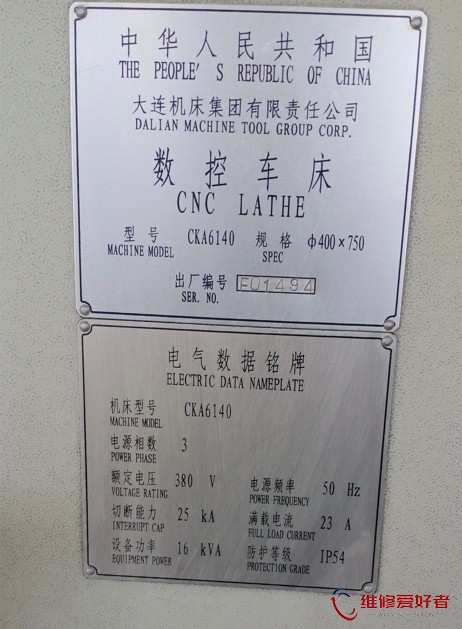 中华人民共和国
THE PEOPLE'S REPUBLIC OF CHINA
大连机床集团有限责任公司
DALIAN MACHINE TOOL GROUP CORP.
数控车床
CNC LATHE
型号 CKA6140 规格 φ400×750
MACHINE MODEL SPEC
出厂编号 EU1494
SER. NO.
电气数据铭牌
ELECTRIC DATA NAMEPLATE
机床型号 CKA6140
MACHINE MODEL
电源相数 3
POWER PHASE
额定电压 380 V 电源频率 50 Hz
VOLTAGE RATING POWER FREQUENCY
切断能力 25 kA 满载电流 23 A
INTERRUPT CAP FULL LOAD CURRENT
设备功率 16 kVA 防护等级 IP54
EQUIPMENT POWER PROTECTION GRADE
维修爱好者